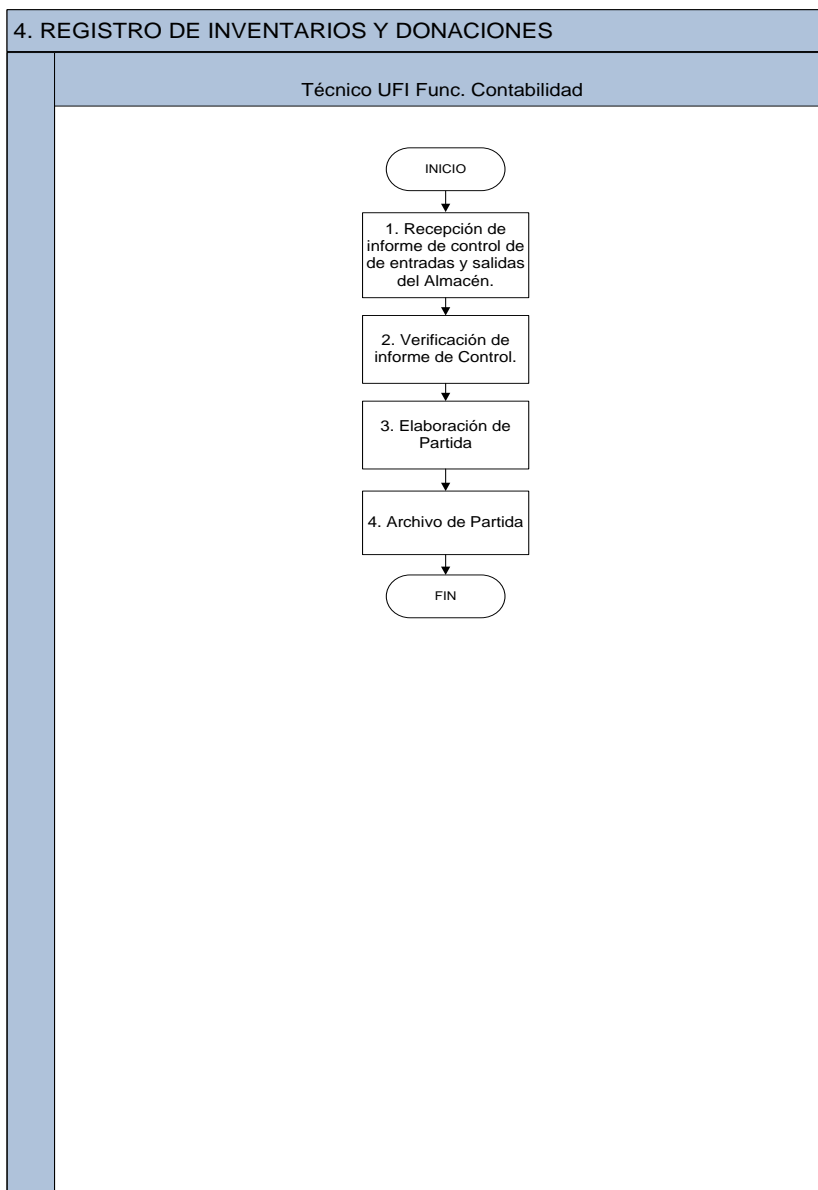 4. REGISTRO DE INVENTARIOS Y DONACIONES
Técnico UFI Func. Contabilidad
INICIO
1. Recepción de
informe de control de
de entradas y salidas
del Almacén.
2. Verificación de
informe de Control.
3. Elaboración de
Partida
4. Archivo de Partida
FIN